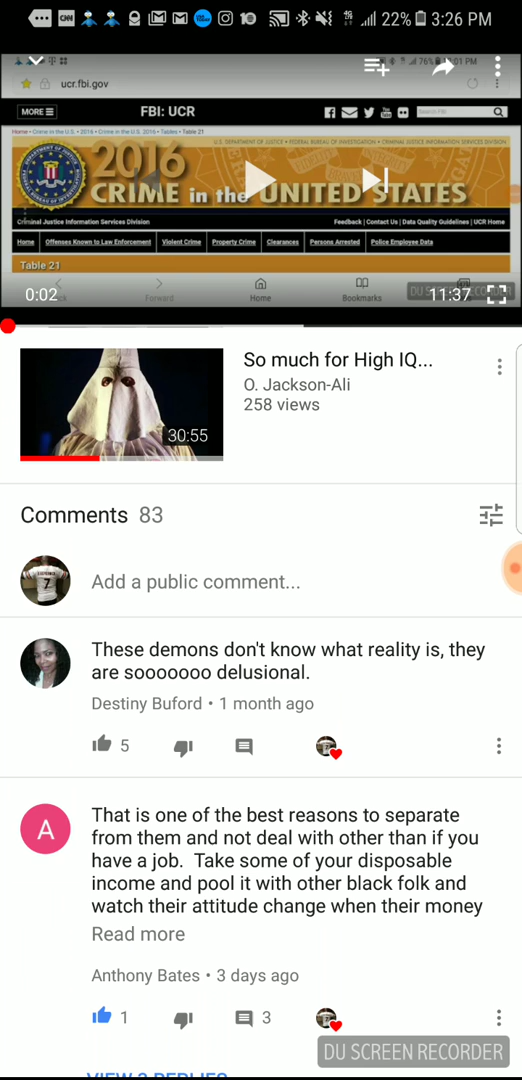 22% 3:26 PM
76% 3:01 PM
ucr.fbi.gov
MORE FBI: UCR
Home • Crime in the U.S. • 2016 • Crime in the U.S. 2016 • Tables • Table 21
U.S. DEPARTMENT OF JUSTICE • FEDERAL BUREAU OF INVESTIGATION • CRIMINAL JUSTICE INFORMATION SERVICES DIVISION
2016
CRIME in the UNITED STATES
Criminal Justice Information Services Division Feedback | Contact Us | Data Quality Guidelines | UCR Home
Home Offenses Known to Law Enforcement Violent Crime Property Crime Clearances Persons Arrested Police Employee Data
Table 21
Forward Home Bookmarks
DU SCREEN RECORDER
0:02 11:37
So much for High IQ...
O. Jackson-Ali
258 views
30:55
Comments 83
Add a public comment...
These demons don't know what reality is, they
are sooooooo delusional.
Destiny Buford • 1 month ago
5
A
That is one of the best reasons to separate
from them and not deal with other than if you
have a job. Take some of your disposable
income and pool it with other black folk and
watch their attitude change when their money
Read more
Anthony Bates • 3 days ago
1 3
DU SCREEN RECORDER